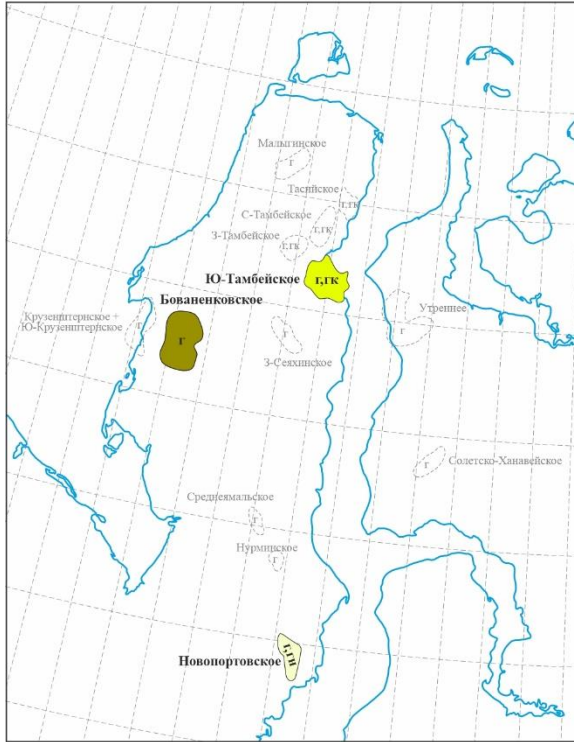 Малыгинское
г
Тасийское
г,гк
С-Тамбейское
г,гк
З-Тамбейское
г,гк
Ю-Тамбейское
г,гк
Бованенковское
г
Крузенштернское +
Ю-Крузенштернское
г
З-Сеяхинское
г
Утреннее
г
Солетско-Ханавейское
г
Среднеямальское
г
Нурминское
г
Новопортовское
г,гн